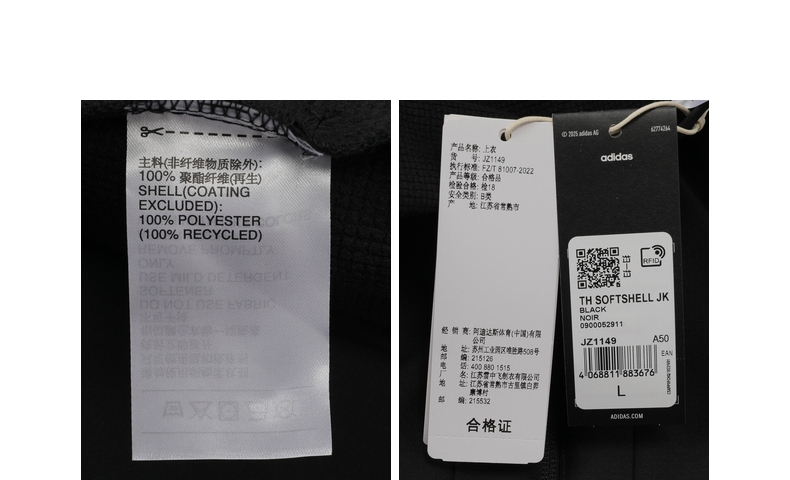 主料(非纤维物质除外):
100% 聚酯纤维(再生)
SHELL(COATING
EXCLUDED):
100% POLYESTER
(100% RECYCLED)
产品名称: 上衣
货 号: JZ1149
执行标准: FZ/T 81007-2022
产品等级: 合格品
检验合格: 检18
安全类别: B类
产 地: 江苏省常熟市
经 销 商: 阿迪达斯体育(中国)有限
公司
地 址: 苏州工业园区唯胜路508号
邮 编: 215126
电 话: 400 880 1515
厂 名: 江苏雪中飞制衣有限公司
地 址: 江苏省常熟市古里镇白茆
康博村
邮 编: 215532
合格证
© 2025 adidas AG
62774264
adidas
RFID
TH SOFTSHELL JK
BLACK
NOIR
0900052911
JZ1149 A50
EAN
4 068811 883676
L
ADIDAS.COM